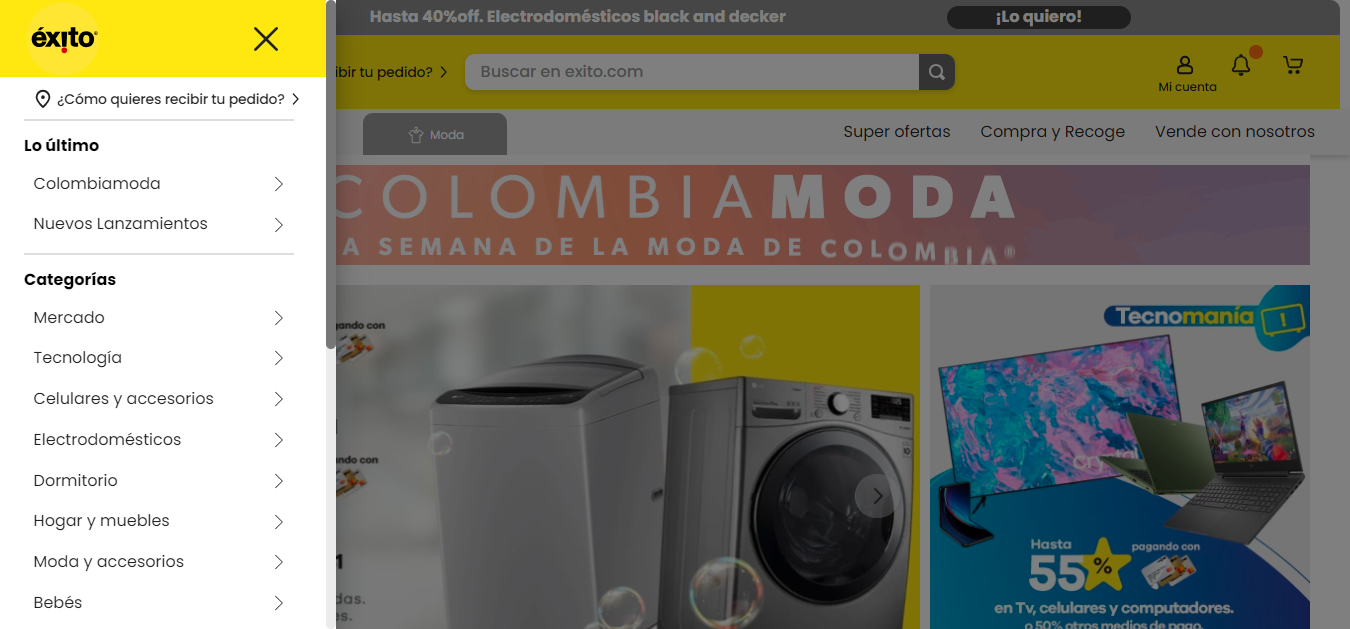 éxito
¿Cómo quieres recibir tu pedido?
Lo último
Colombiamoda
Nuevos Lanzamientos
Categorías
Mercado
Tecnología
Celulares y accesorios
Electrodomésticos
Dormitorio
Hogar y muebles
Moda y accesorios
Bebés
Hasta 40%off. Electrodomésticos black and decker
¡Lo quiero!
ibir tu pedido?
Buscar en exito.com
Mi cuenta
Moda
Super ofertas
Compra y Recoge
Vende con nosotros
COLOMBIAMODA
A SEMANA DE LA MODA DE COLOMBIA®
gando con
ndo con
1
das.
es.
Tecnomanía
Hasta
55%
pagando con
en Tv, celulares y computadores.
o 50% otros medios de pago.